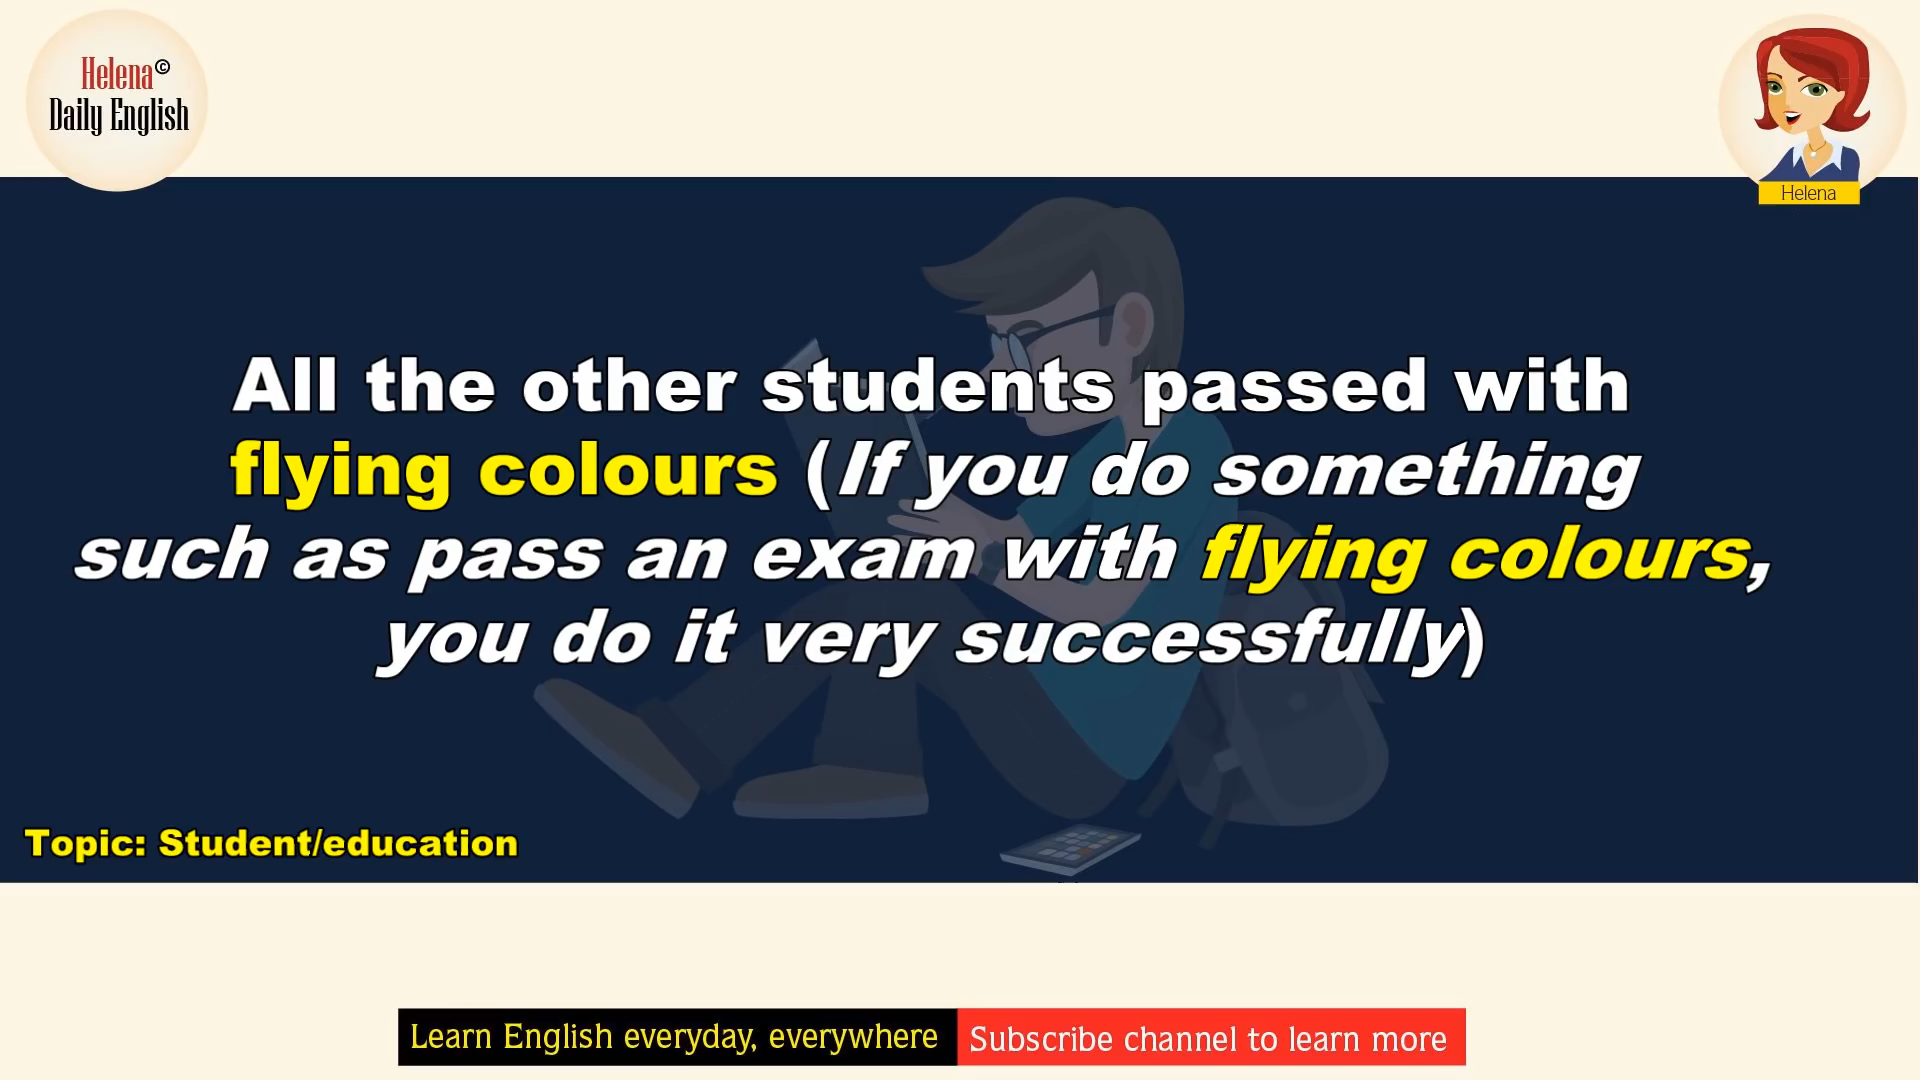 Helena©
Daily English
Helena
All the other students passed with
flying colours (If you do something
such as pass an exam with flying colours,
you do it very successfully)
Topic: Student/education
Learn English everyday, everywhere
Subscribe channel to learn more